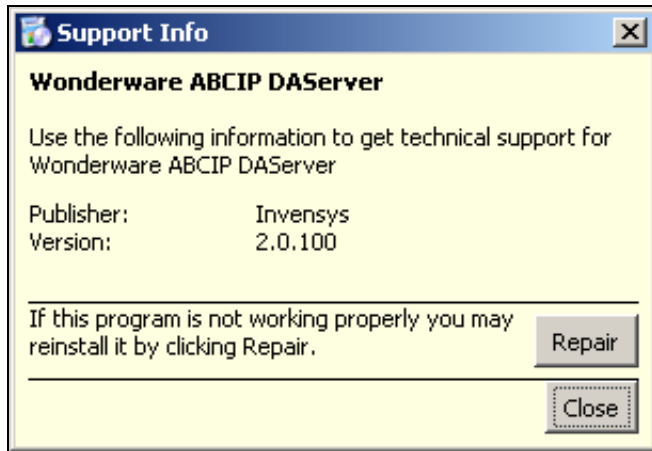 Support Info
Wonderware ABCIP DAServer
Use the following information to get technical support for
Wonderware ABCIP DAServer
Publisher: Invensys
Version: 2.0.100
If this program is not working properly you may
reinstall it by clicking Repair.
Repair
Close